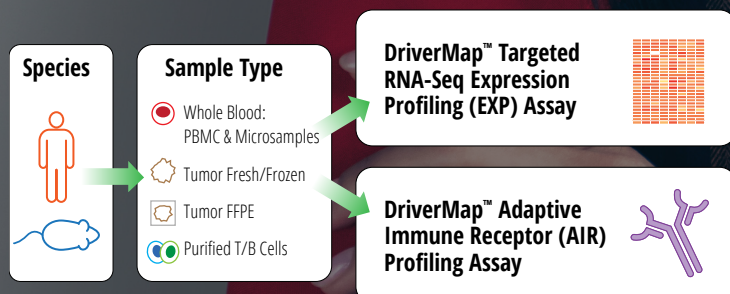 Species
Sample Type
Whole Blood:
PBMC & Microsamples
Tumor Fresh/Frozen
Tumor FFPE
Purified T/B Cells
DriverMap™ Targeted
RNA-Seq Expression
Profiling (EXP) Assay
DriverMap™ Adaptive
Immune Receptor (AIR)
Profiling Assay